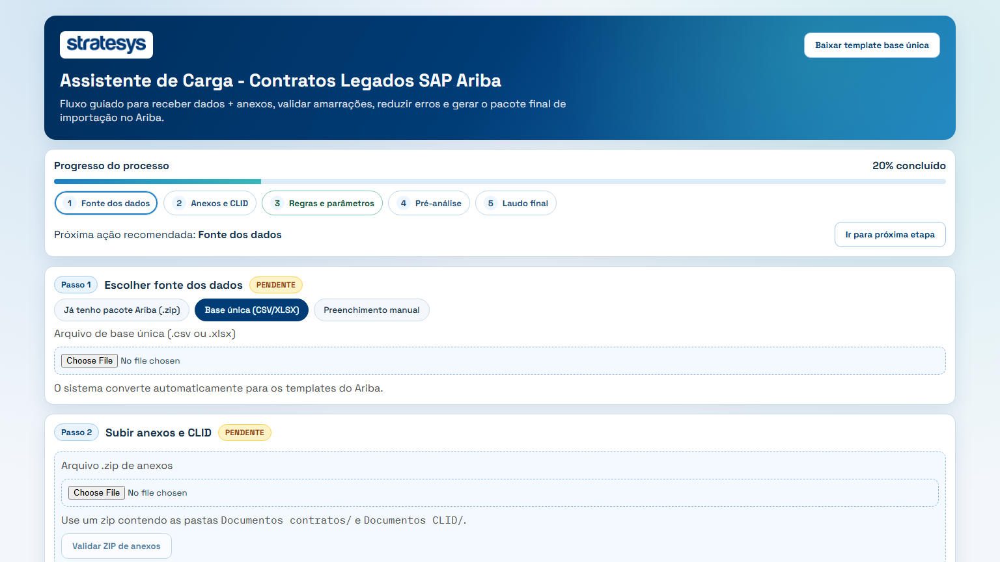 stratesys
Baixar template base única
Assistente de Carga - Contratos Legados SAP Ariba
Fluxo guiado para receber dados + anexos, validar amarrações, reduzir erros e gerar o pacote final de
importação no Ariba.
Progresso do processo
20% concluído
1 Fonte dos dados
2 Anexos e CLID
3 Regras e parâmetros
4 Pré-análise
5 Laudo final
Próxima ação recomendada: Fonte dos dados
Ir para próxima etapa
Passo 1 Escolher fonte dos dados PENDENTE
Já tenho pacote Ariba (.zip)
Base única (CSV/XLSX)
Preenchimento manual
Arquivo de base única (.csv ou .xlsx)
Choose File No file chosen
O sistema converte automaticamente para os templates do Ariba.
Passo 2 Subir anexos e CLID PENDENTE
Arquivo .zip de anexos
Choose File No file chosen
Use um zip contendo as pastas Documentos contratos/ e Documentos CLID/.
Validar ZIP de anexos